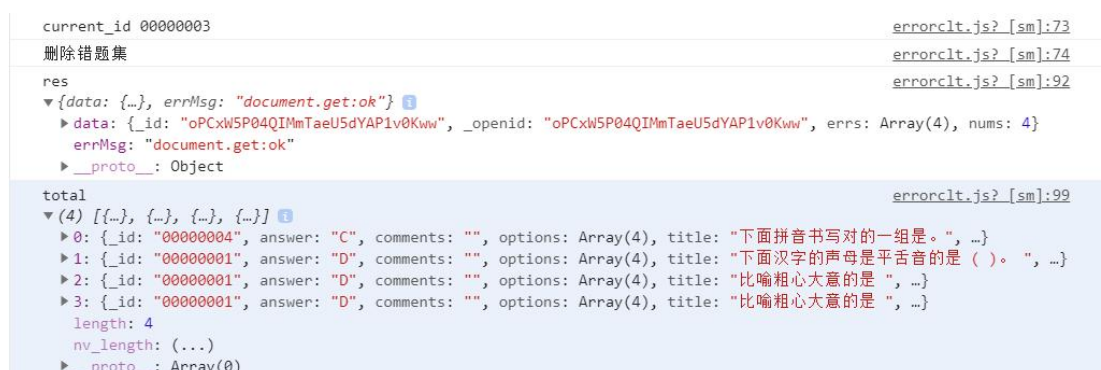 current_id 00000003 errorclt.js? [sm]:73
删除错题集 errorclt.js? [sm]:74
res errorclt.js? [sm]:92
▼{data: {…}, errMsg: "document.get:ok"} i
▶data: {_id: "oPCxW5P04QIMmTaeU5dYAP1v0Kww", _openid: "oPCxW5P04QIMmTaeU5dYAP1v0Kww", errs: Array(4), nums: 4}
errMsg: "document.get:ok"
▶__proto__: Object
total errorclt.js? [sm]:99
▼(4) [{…}, {…}, {…}, {…}] i
▶0: {_id: "00000004", answer: "C", comments: "", options: Array(4), title: "下面拼音书写对的一组是。", …}
▶1: {_id: "00000001", answer: "D", comments: "", options: Array(4), title: "下面汉字的声母是平舌音的是 ( )。 ", …}
▶2: {_id: "00000001", answer: "D", comments: "", options: Array(4), title: "比喻粗心大意的是 ", …}
▶3: {_id: "00000001", answer: "D", comments: "", options: Array(4), title: "比喻粗心大意的是 ", …}
length: 4
nv_length: (...)
▶__proto__: Array(0)